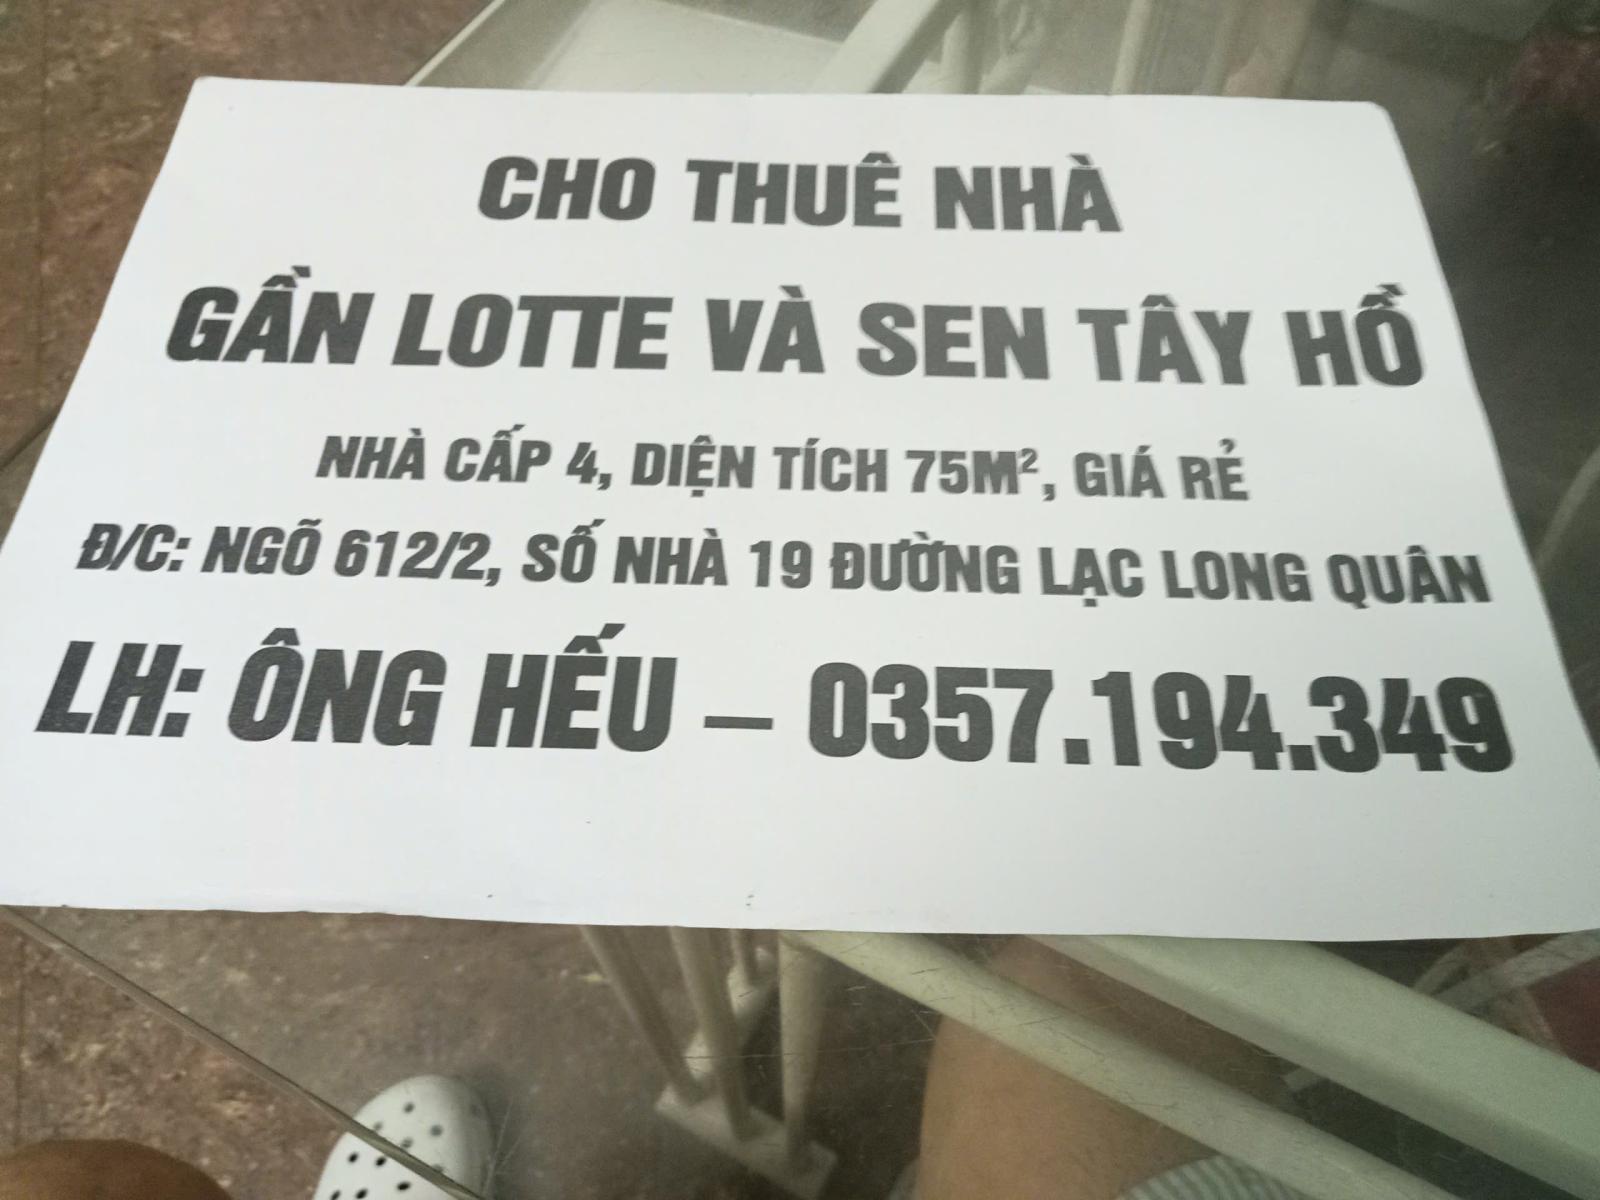 CHO THUÊ NHÀ
GẦN LOTTE VÀ SEN TÂY HỒ
NHÀ CẤP 4, DIỆN TÍCH 75M², GIÁ RẺ
Đ/C: NGÕ 612/2, SỐ NHÀ 19 ĐƯỜNG LẠC LONG QUÂN
LH: ÔNG HẾU – 0357.194.349